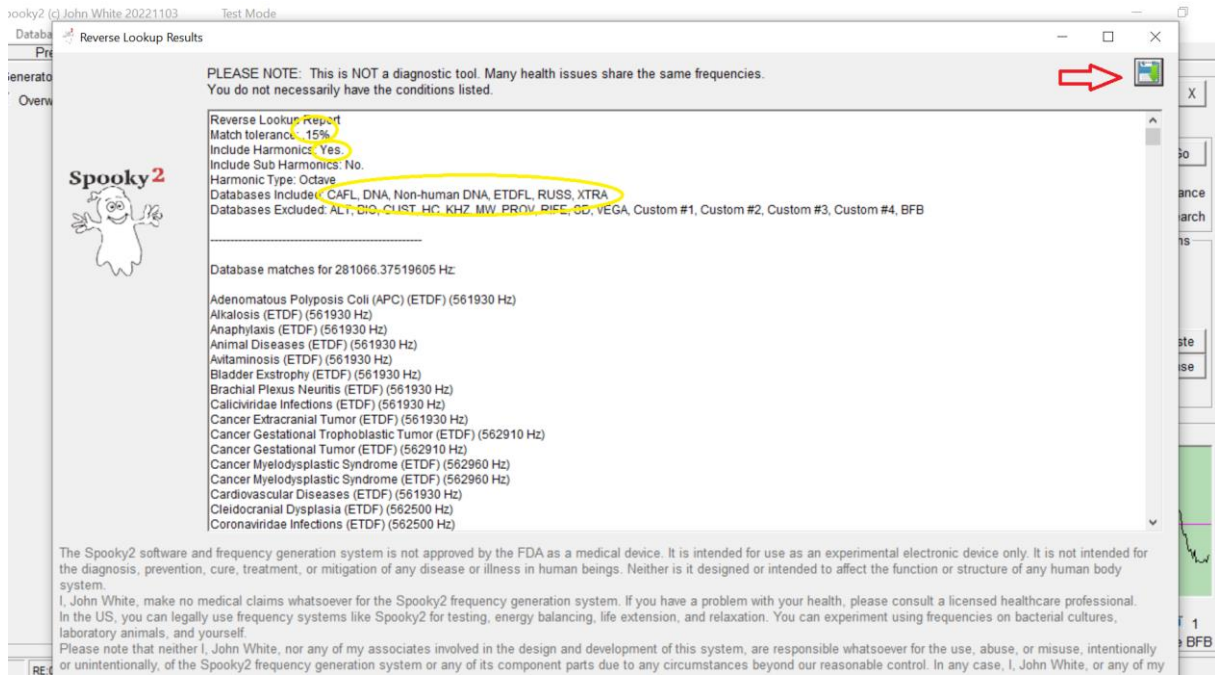 pooky2 (c) John White 20221103 Test Mode
Databa
Reverse Lookup Results
Pre
Generato
Overw
PLEASE NOTE: This is NOT a diagnostic tool. Many health issues share the same frequencies.
You do not necessarily have the conditions listed.
X
Reverse Lookup Report
Match tolerance: .15%
Include Harmonics: Yes.
Include Sub Harmonics: No.
Harmonic Type: Octave
Databases Included: CAFL, DNA, Non-human DNA, ETDFL, RUSS, XTRA
Databases Excluded: ALT, BIO, CUST, HC, KHZ, MW, PROV, RIFE, SD, VEGA, Custom #1, Custom #2, Custom #3, Custom #4, BFB
Spooky2
Go
ance
arch
ns
----------------------------------------------------
Database matches for 281066.37519605 Hz:
Adenomatous Polyposis Coli (APC) (ETDF) (561930 Hz)
Alkalosis (ETDF) (561930 Hz)
Anaphylaxis (ETDF) (561930 Hz)
Animal Diseases (ETDF) (561930 Hz)
Avitaminosis (ETDF) (561930 Hz)
Bladder Exstrophy (ETDF) (561930 Hz)
Brachial Plexus Neuritis (ETDF) (561930 Hz)
Caliciviridae Infections (ETDF) (561930 Hz)
Cancer Extracranial Tumor (ETDF) (561930 Hz)
Cancer Gestational Trophoblastic Tumor (ETDF) (562910 Hz)
Cancer Gestational Tumor (ETDF) (562910 Hz)
Cancer Myelodysplastic Syndrome (ETDF) (562960 Hz)
Cancer Myelodysplastic Syndrome (ETDF) (562960 Hz)
Cardiovascular Diseases (ETDF) (561930 Hz)
Cleidocranial Dysplasia (ETDF) (562500 Hz)
Coronaviridae Infections (ETDF) (562500 Hz)
ste
use
The Spooky2 software and frequency generation system is not approved by the FDA as a medical device. It is intended for use as an experimental electronic device only. It is not intended for
the diagnosis, prevention, cure, treatment, or mitigation of any disease or illness in human beings. Neither is it designed or intended to affect the function or structure of any human body
system.
I, John White, make no medical claims whatsoever for the Spooky2 frequency generation system. If you have a problem with your health, please consult a licensed healthcare professional.
In the US, you can legally use frequency systems like Spooky2 for testing, energy balancing, life extension, and relaxation. You can experiment using frequencies on bacterial cultures,
laboratory animals, and yourself.
Please note that neither I, John White, nor any of my associates involved in the design and development of this system, are responsible whatsoever for the use, abuse, or misuse, intentionally
or unintentionally, of the Spooky2 frequency generation system or any of its component parts due to any circumstances beyond our reasonable control. In any case, I, John White, or any of my
1
BFB